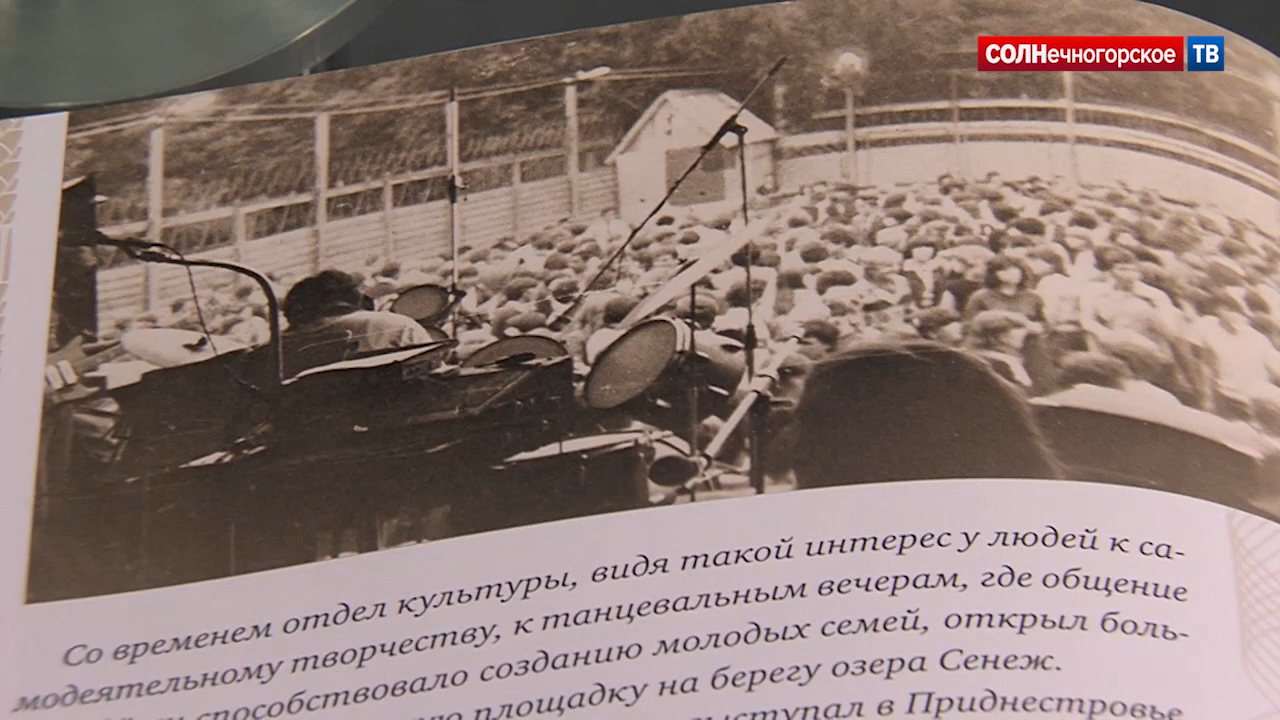 СОЛНечногорское ТВ
Со временем отдел культуры, видя такой интерес у людей к са-
модеятельному творчеству, к танцевальным вечерам, где общение
способствовало созданию молодых семей, открыл боль-
площадку на берегу озера Сенеж.
выступал в Приднестровье